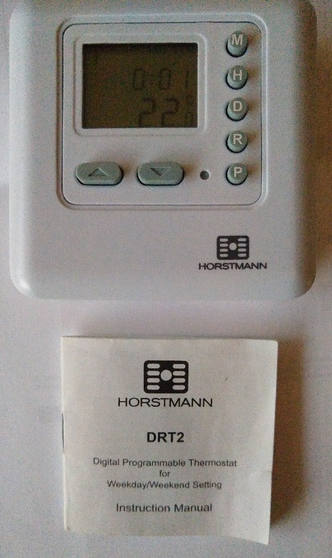 M
H
0:01
D
22°
R
P
HORSTMANN
HORSTMANN
DRT2
Digital Programmable Thermostat
for
Weekday/Weekend Setting
Instruction Manual